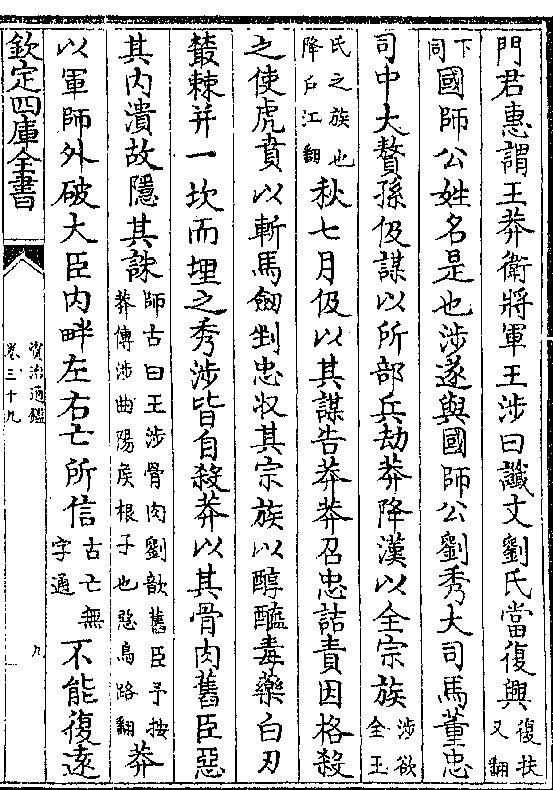 門君惠謂王莽衛將軍王涉曰讖文劉氏當復興復扶又翻
下同國師公姓名是也涉遂與國師公劉秀大司馬董忠
司中大贅孫伋謀以所部兵劫莽降漢以全宗族涉欲全王
氏之族也降戶江翻秋七月伋以其謀告莽莽召忠詰責因格殺
之使虎賁以斬馬劒剉忠收其宗族以醇醯毒藥白刃
叢棘并一坎而埋之秀涉皆自殺莽以其骨肉舊臣惡
其内潰故隱其誅師古曰王涉骨肉劉歆舊臣予按莽傳涉曲陽侯根子也惡烏路翻莽
以軍師外破大臣内畔左右亡所信古亡無字通不能復遠
欽定四庫全書
資治通鑑
卷三十九
九